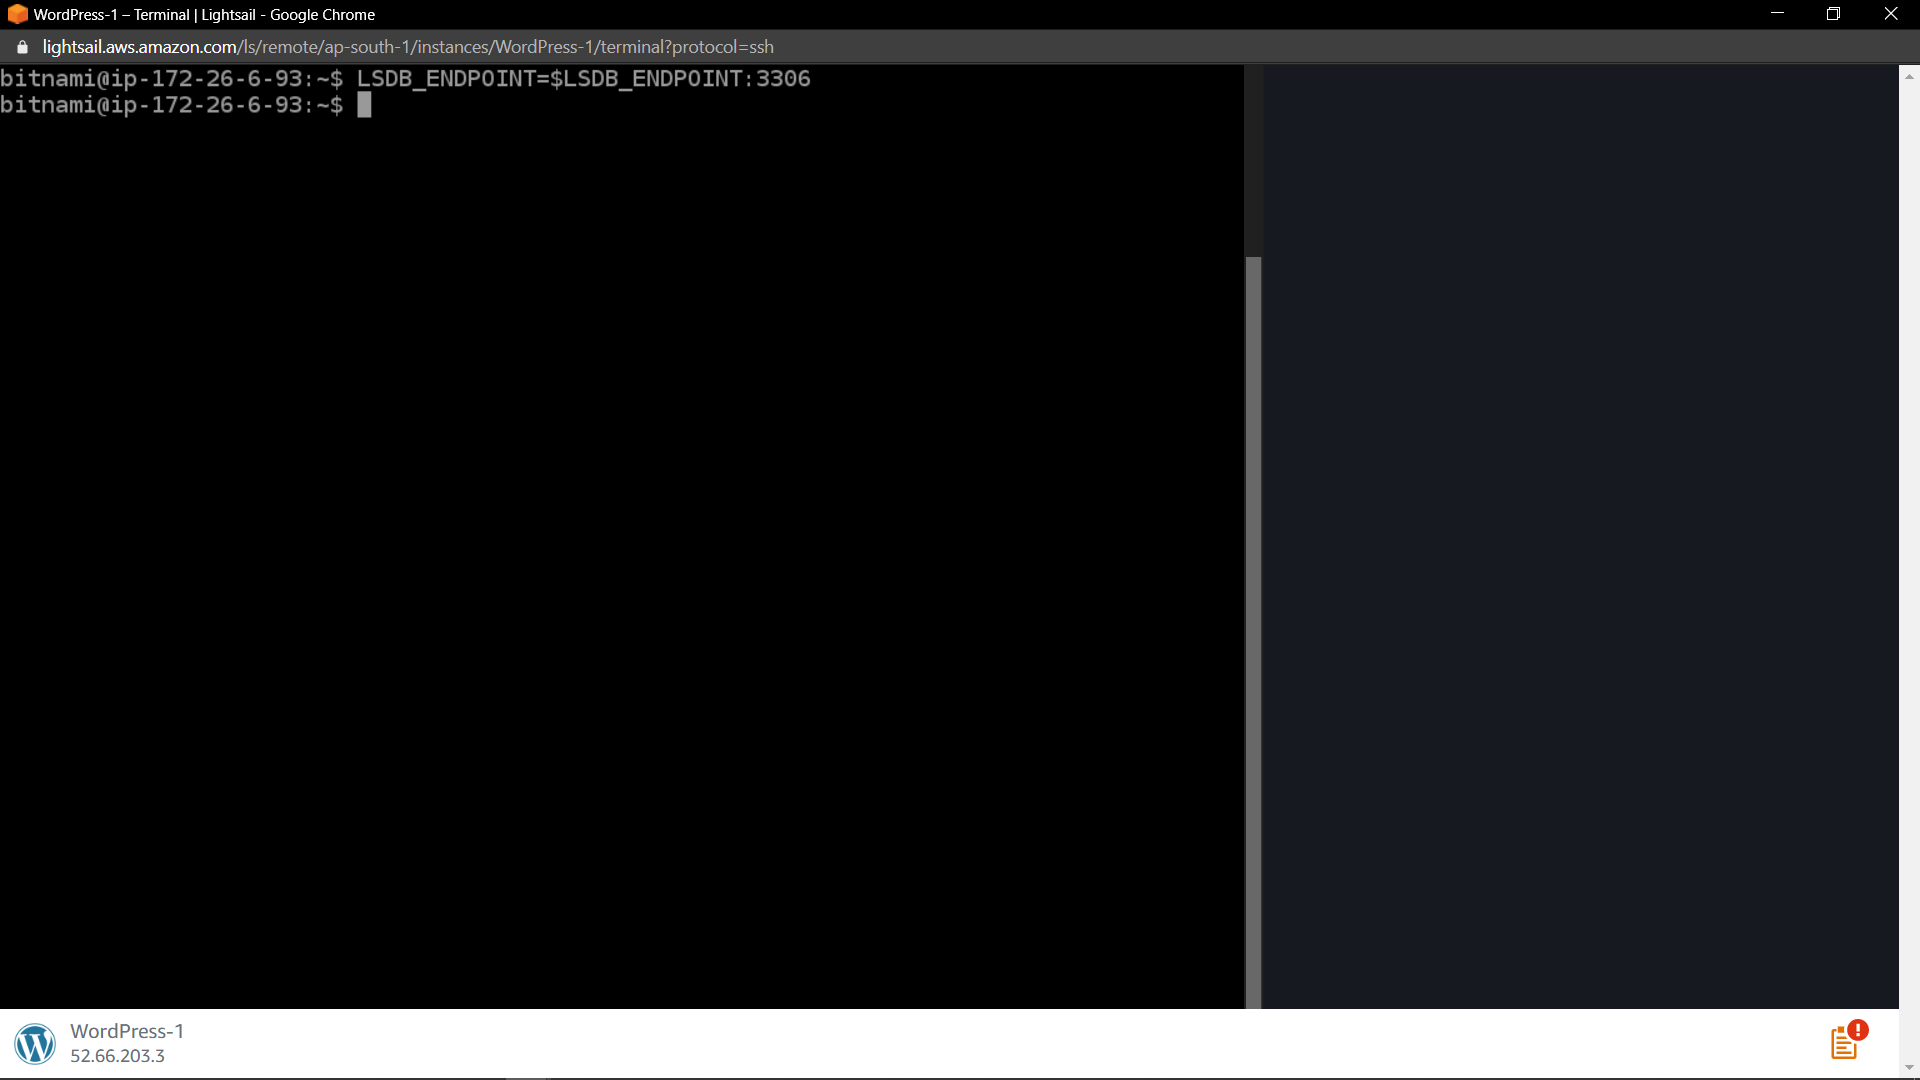 WordPress-1 – Terminal | Lightsail - Google Chrome
lightsail.aws.amazon.com/ls/remote/ap-south-1/instances/WordPress-1/terminal?protocol=ssh
bitnami@ip-172-26-6-93:~$ LSDB_ENDPOINT=$LSDB_ENDPOINT:3306
bitnami@ip-172-26-6-93:~$
WordPress-1
52.66.203.3